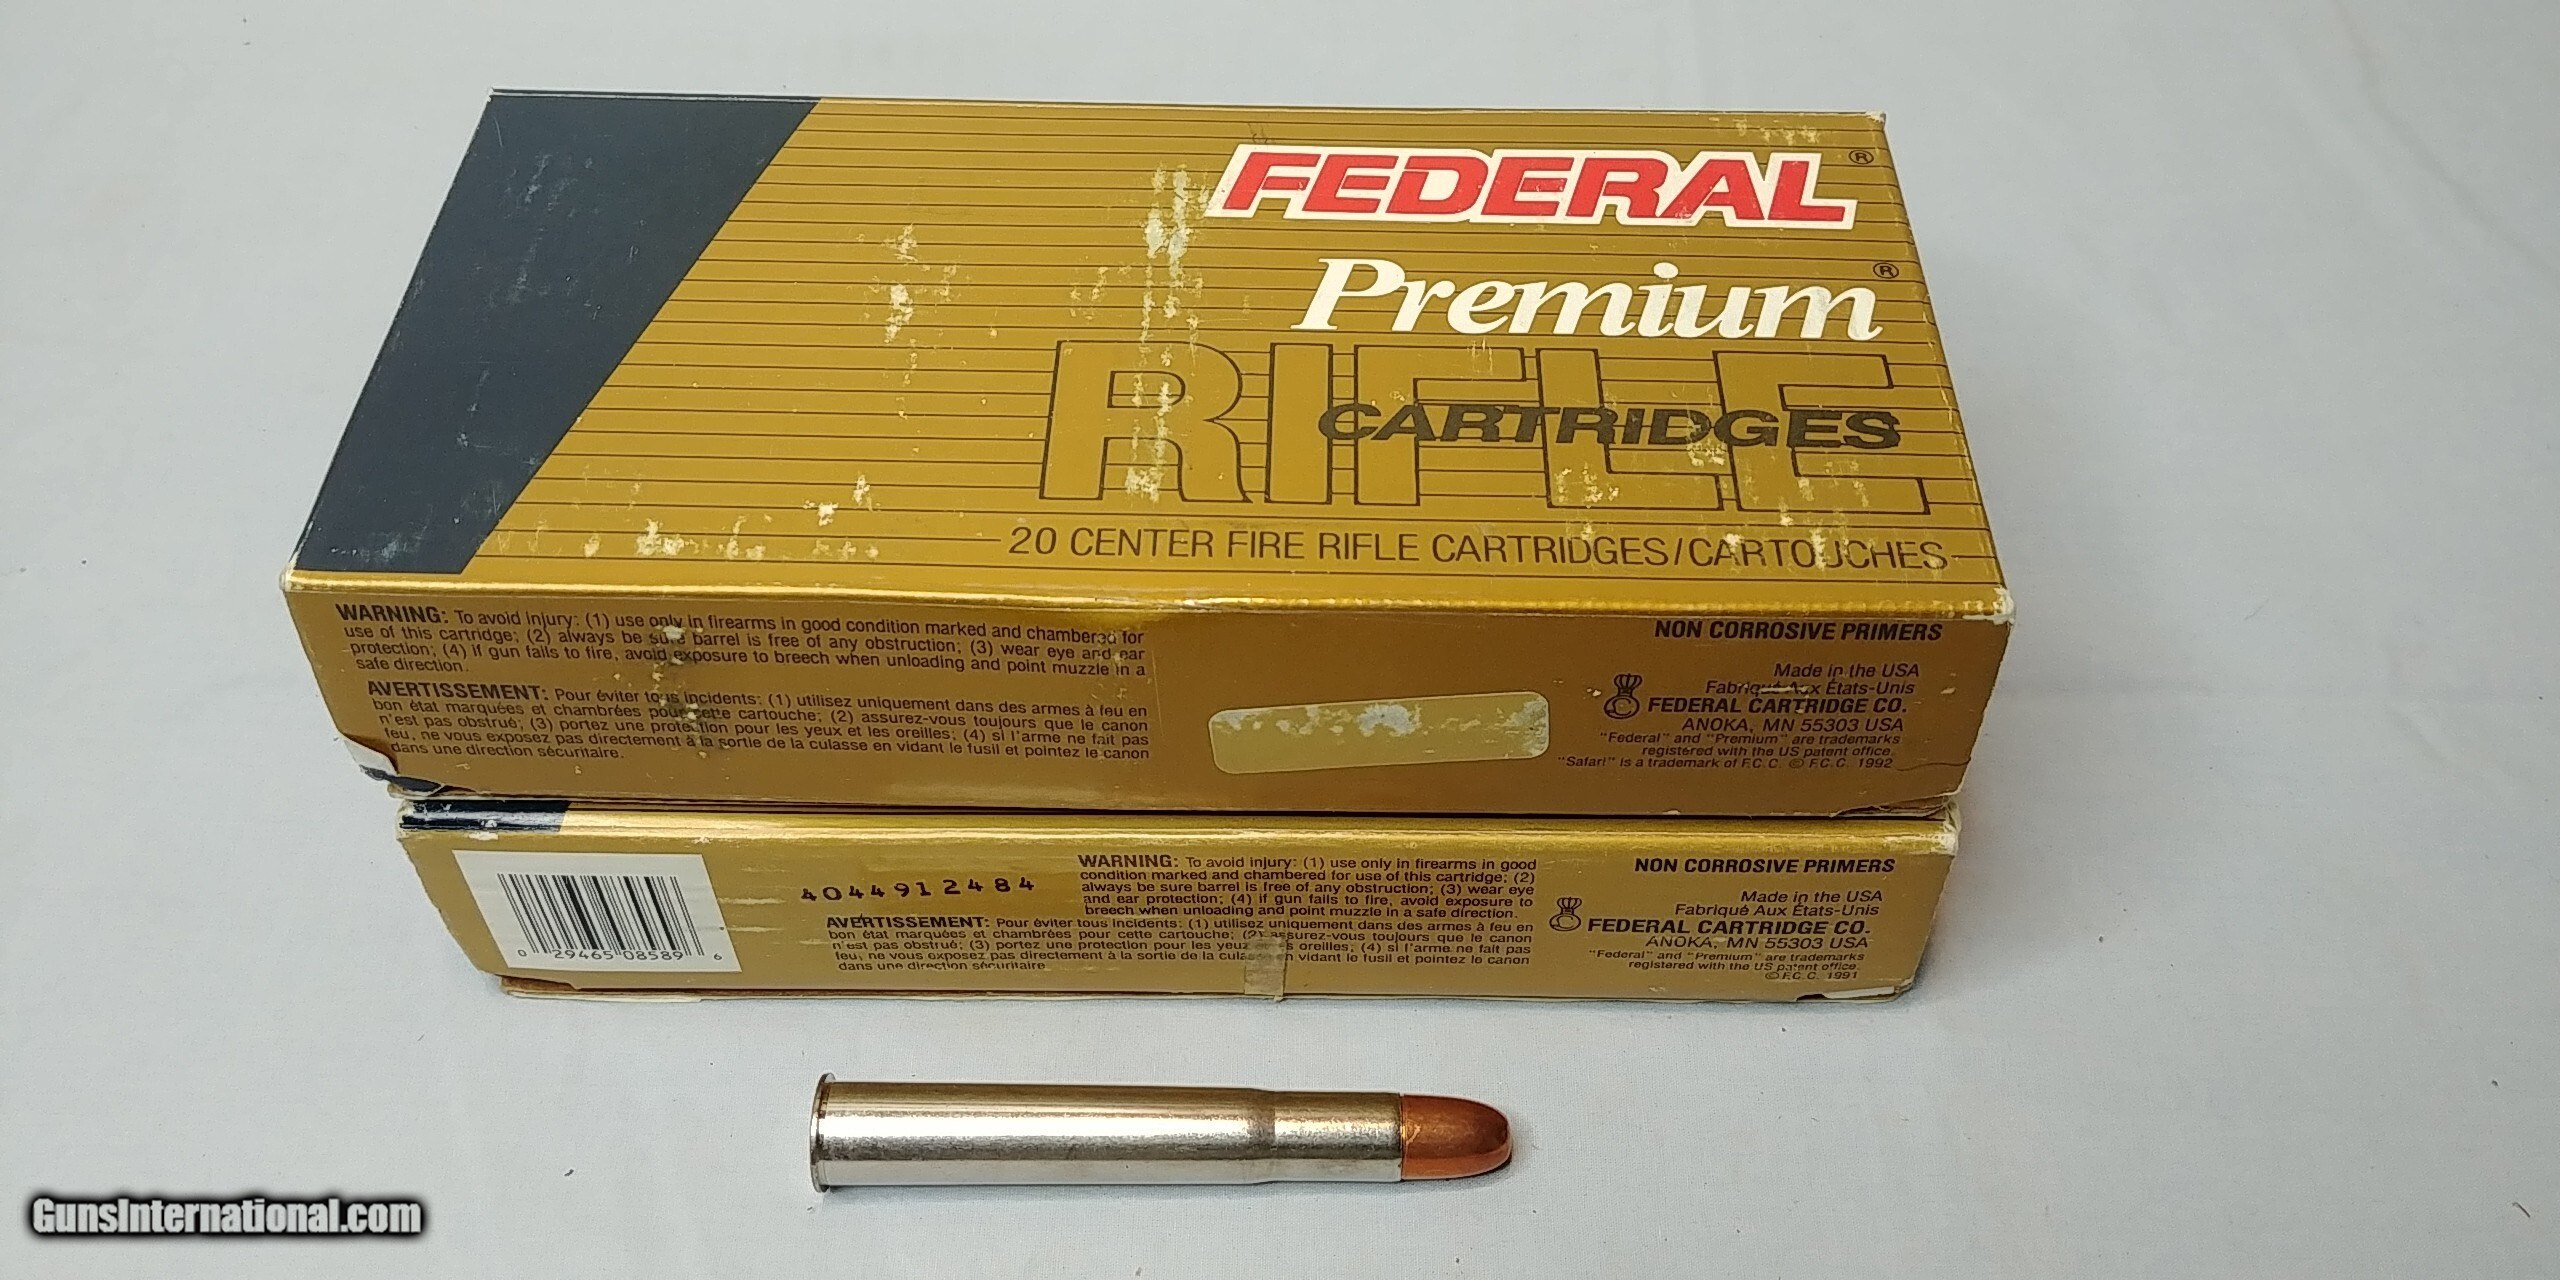 FEDERAL ®
Premium ®
RIFLE
CARTRIDGES
20 CENTER FIRE RIFLE CARTRIDGES/CARTOUCHES
WARNING: To avoid injury: (1) use only in firearms in good condition marked and chambered for
use of this cartridge; (2) always be sure barrel is free of any obstruction; (3) wear eye and ear
protection; (4) if gun fails to fire, avoid exposure to breech when unloading and point muzzle in a
safe direction.
AVERTISSEMENT: Pour éviter tous incidents: (1) utilisez uniquement dans des armes à feu en
bon état marquées et chambrées pour cette cartouche; (2) assurez-vous toujours que le canon
n'est pas obstrué; (3) portez une protection pour les yeux et les oreilles; (4) si l'arme ne fait pas
feu, ne vous exposez pas directement à la sortie de la culasse en vidant le fusil et pointez le canon
dans une direction sécuritaire.
NON CORROSIVE PRIMERS
Made in the USA
Fabriqué Aux États-Unis
FEDERAL CARTRIDGE CO.
ANOKA, MN 55303 USA
"Federal" and "Premium" are trademarks
registered with the US patent office.
"Safari" is a trademark of F.C.C. © F.C.C. 1992
0 29465 08589 6
4044912484
WARNING: To avoid injury: (1) use only in firearms in good
condition marked and chambered for use of this cartridge; (2)
always be sure barrel is free of any obstruction; (3) wear eye
and ear protection; (4) if gun fails to fire, avoid exposure to
breech when unloading and point muzzle in a safe direction.
AVERTISSEMENT: Pour éviter tous incidents: (1) utilisez uniquement dans des armes à feu en
bon état marquées et chambrées pour cette cartouche; (2) assurez-vous toujours que le canon
n'est pas obstrué; (3) portez une protection pour les yeux s oreilles; (4) si l'arme ne fait pas
feu, ne vous exposez pas directement à la sortie de la culasse n vidant le fusil et pointez le canon
dans une direction sécuritaire
NON CORROSIVE PRIMERS
Made in the USA
Fabriqué Aux États-Unis
FEDERAL CARTRIDGE CO.
ANOKA, MN 55303 USA
"Federal" and "Premium" are trademarks
registered with the US patent office.
© F.C.C. 1991
GunsInternational.com